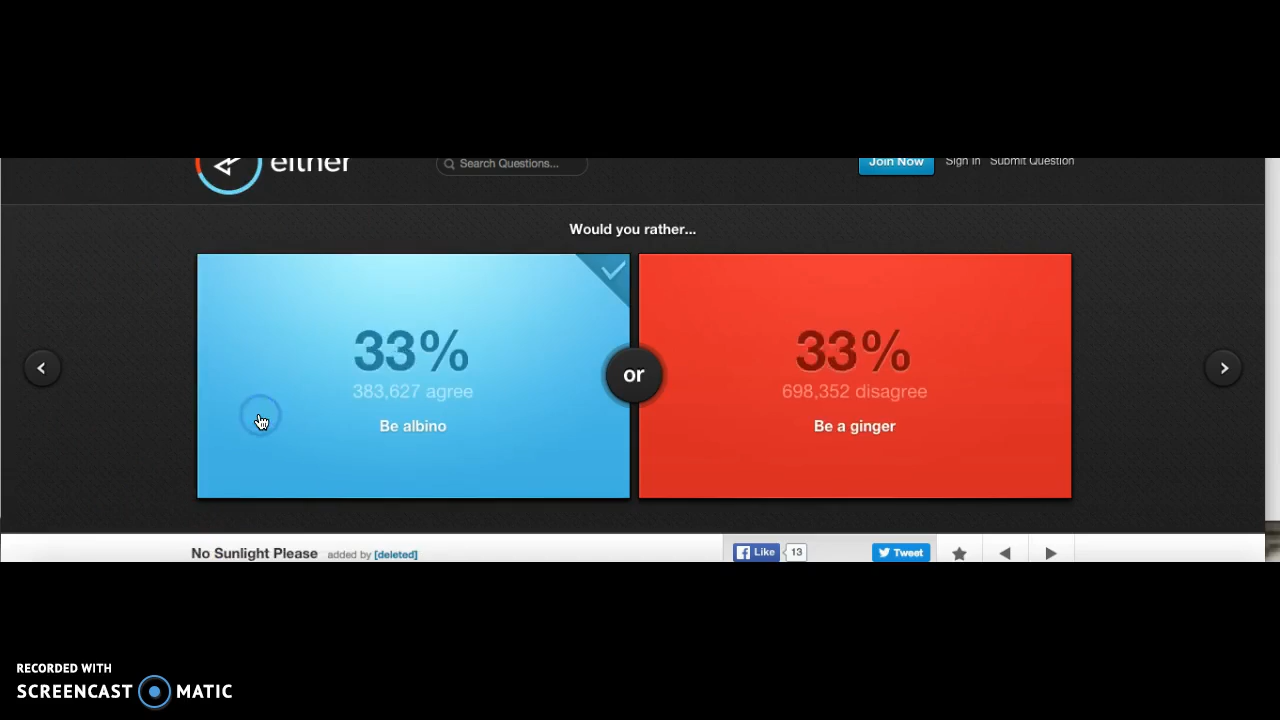 either
Search Questions...
Join Now
Sign In
Submit Question
Would you rather...
33%
383,627 agree
Be albino
or
33%
698,352 disagree
Be a ginger
No Sunlight Please added by [deleted]
Like
13
Tweet
RECORDED WITH
SCREENCAST MATIC